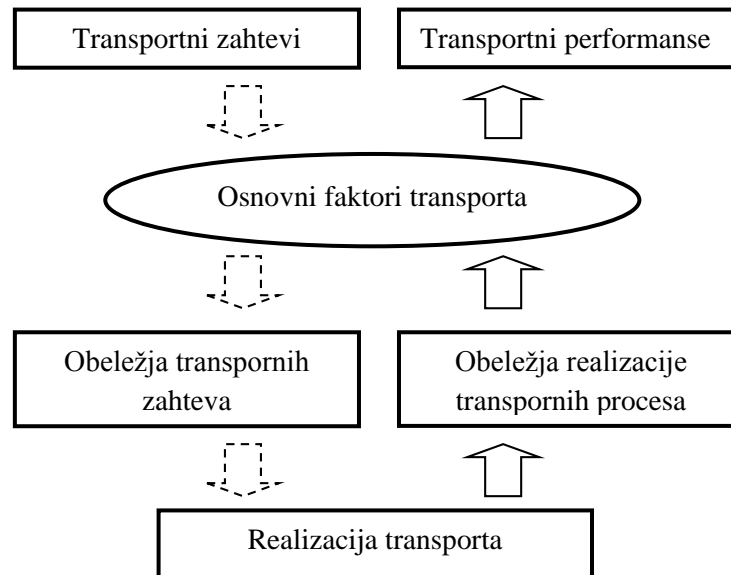 Transportni zahtevi
Transportni performanse
Osnovni faktori transporta
Obeležja transpornih
zahteva
Obeležja realizacije
transpornih procesa
Realizacija transporta